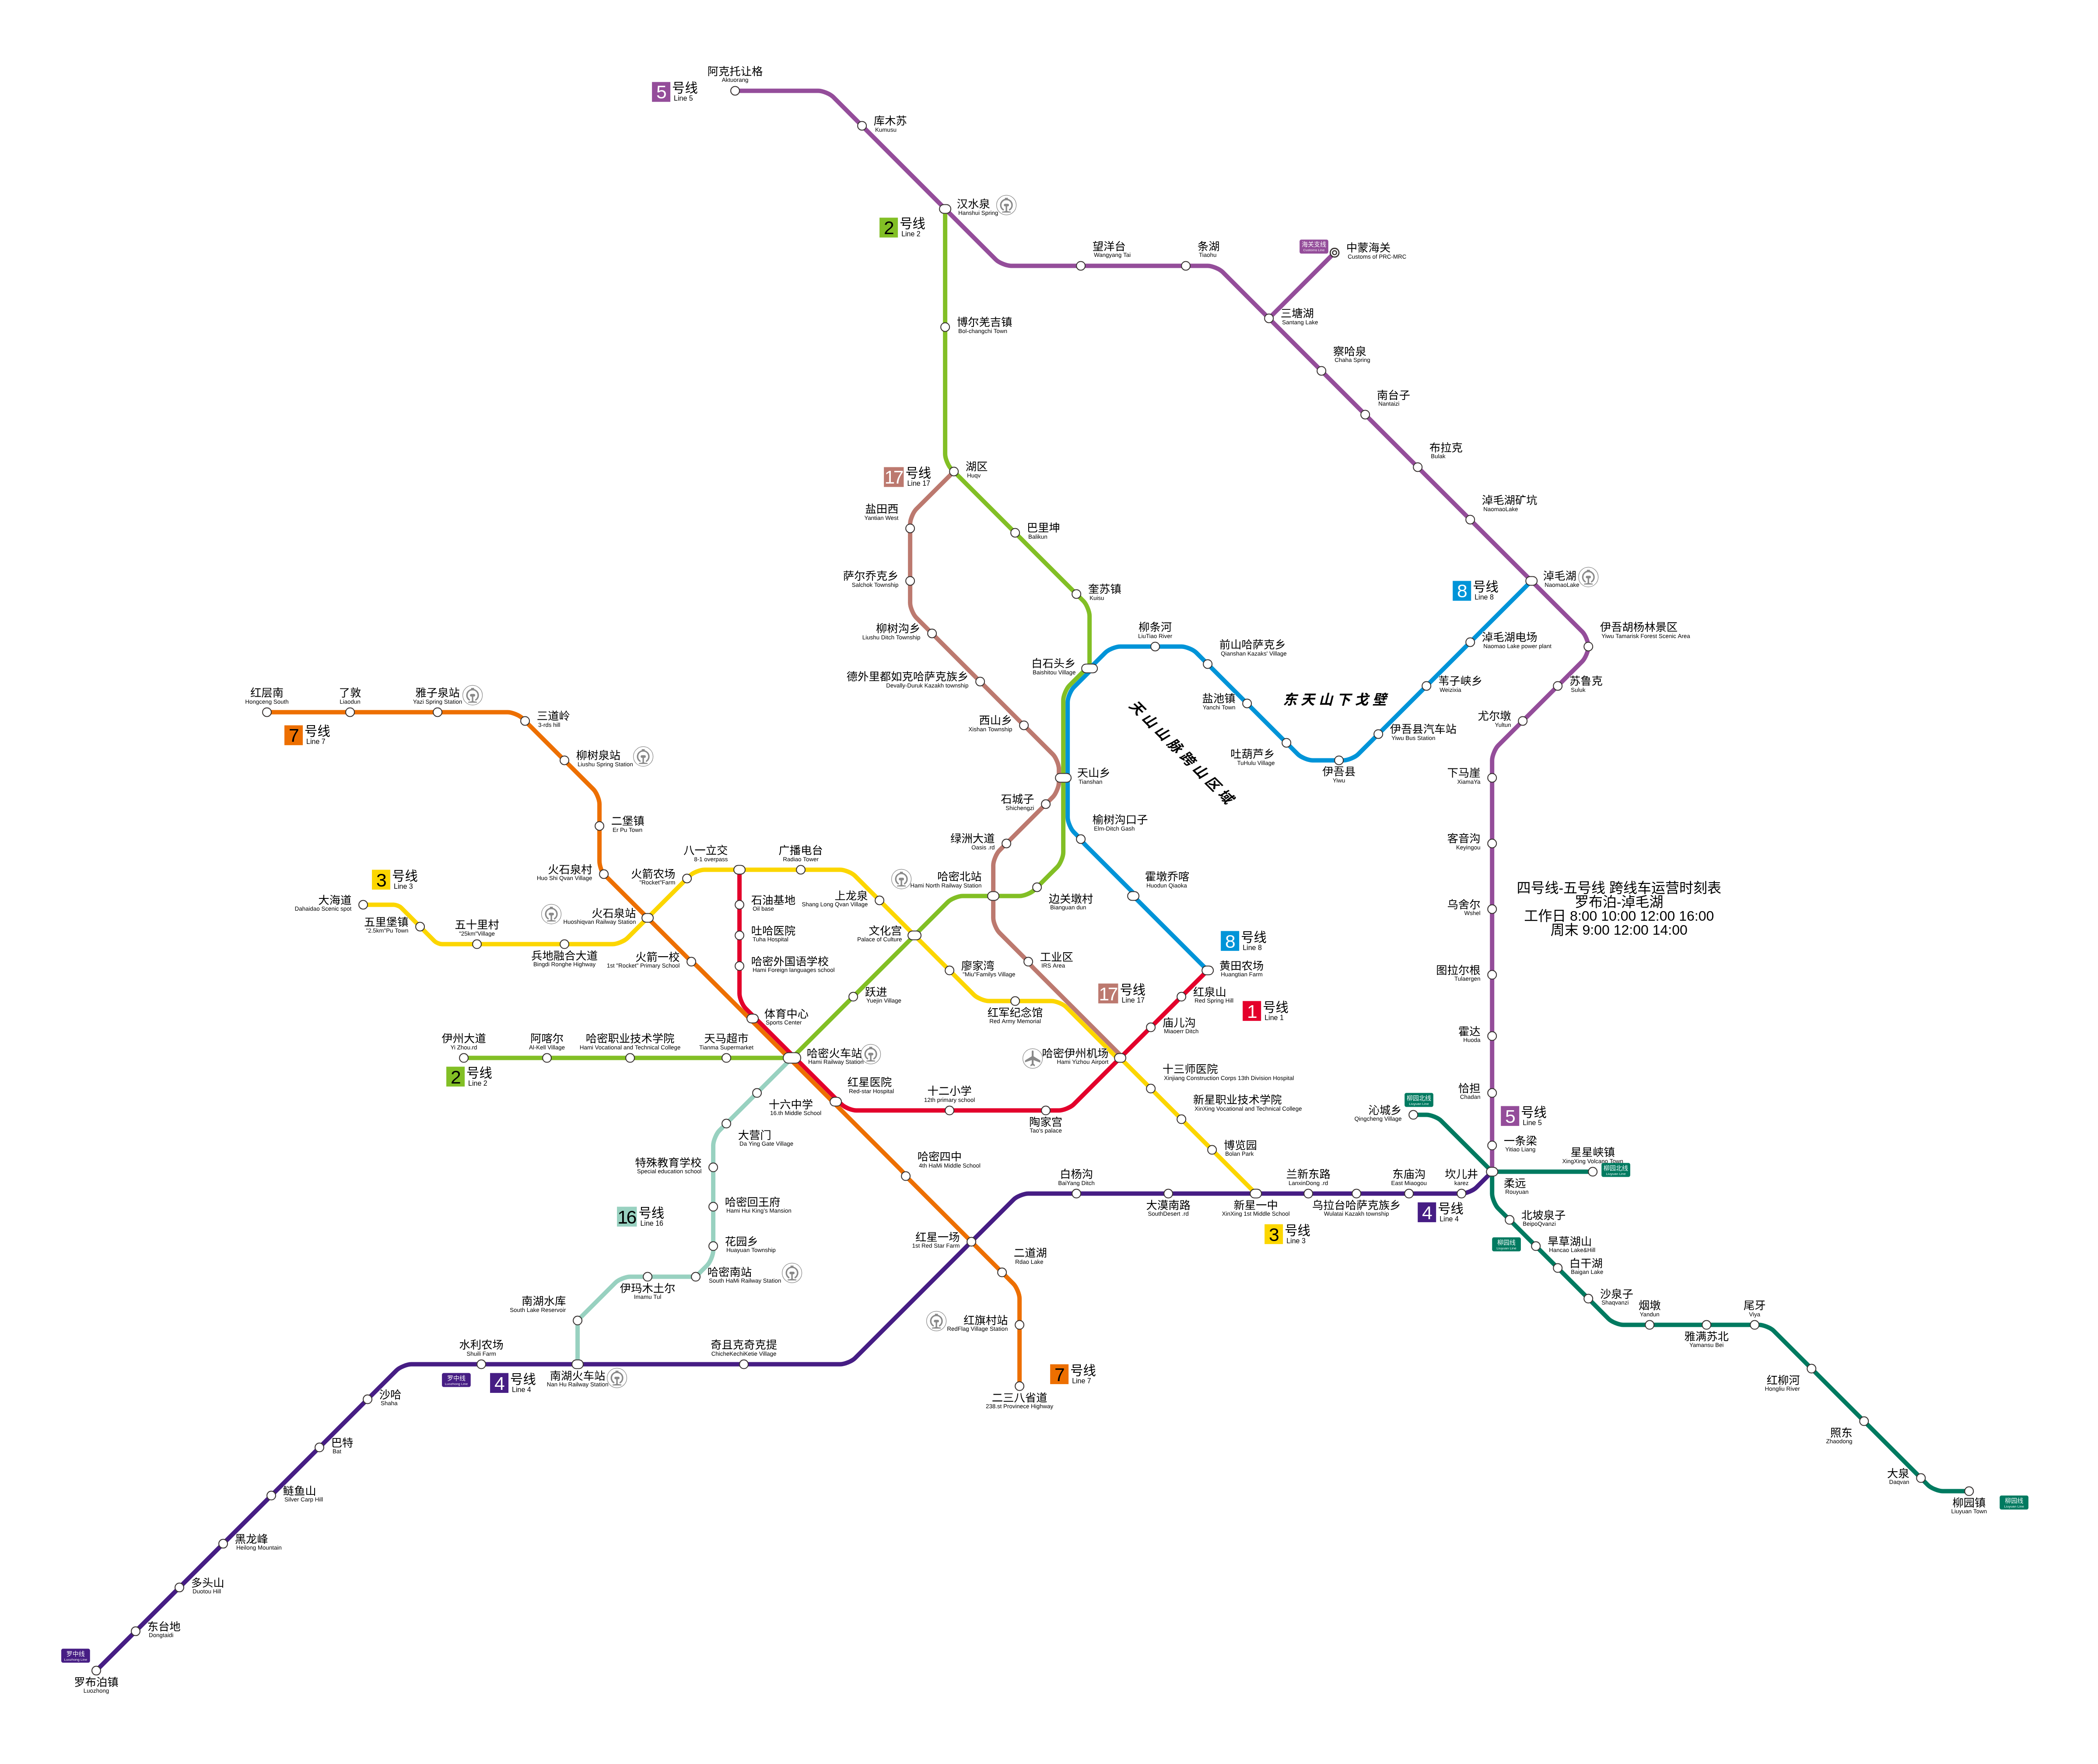 阿克托让格
Aktuorang
5 号线
Line 5
库木苏
Kumusu
汉水泉
Hanshui Spring
2 号线
Line 2
望洋台
Wangyang Tai
条湖
Tiaohu
海关支线
Customs Line
中蒙海关
Customs of PRC-MRC
三塘湖
Santang Lake
博尔羌吉镇
Bol-changchi Town
察哈泉
Chaha Spring
南台子
Nantaizi
布拉克
Bulak
17 号线
Line 17
湖区
Huqv
淖毛湖矿坑
NaomaoLake
盐田西
Yantian West
巴里坤
Balikun
萨尔乔克乡
Salchok Township
奎苏镇
Kuisu
淖毛湖
NaomaoLake
8 号线
Line 8
柳树沟乡
Liushu Ditch Township
柳条河
LiuTiao River
前山哈萨克乡
Qianshan Kazaks' Village
淖毛湖电场
Naomao Lake power plant
伊吾胡杨林景区
Yiwu Tamarisk Forest Scenic Area
白石头乡
Baishitou Village
德外里都如克哈萨克族乡
Devally-Duruk Kazakh township
苇子峡乡
Weizixia
苏鲁克
Suluk
红层南
Hongceng South
了敦
Liaodun
雅子泉站
Yazi Spring Station
盐池镇
Yanchi Town
东天山下戈壁
天山山脉跨山区域
三道岭
3-rds hill
7 号线
Line 7
西山乡
Xishan Township
尤尔墩
Yultun
伊吾县汽车站
Yiwu Bus Station
柳树泉站
Liushu Spring Station
吐葫芦乡
TuHulu Village
伊吾县
Yiwu
天山乡
Tianshan
下马崖
XiamaYa
石城子
Shichengzi
二堡镇
Er Pu Town
榆树沟口子
Elm-Ditch Gash
绿洲大道
Oasis .rd
客音沟
Keyingou
八一立交
8-1 overpass
广播电台
Radiao Tower
火石泉村
Huo Shi Qvan Village
火箭农场
"Rocket"Farm
3 号线
Line 3
哈密北站
Hami North Railway Station
霍墩乔喀
Huodun Qiaoka
四号线-五号线 跨线车运营时刻表
罗布泊-淖毛湖
工作日 8:00 10:00 12:00 16:00
周末 9:00 12:00 14:00
大海道
Dahaidao Scenic spot
石油基地
Oil base
上龙泉
Shang Long Qvan Village
边关墩村
Bianguan dun
乌舍尔
Wshel
五里堡镇
"2.5km"Pu Town
五十里村
"25km"Village
火石泉站
Huoshiqvan Railway Station
吐哈医院
Tuha Hospital
文化宫
Palace of Culture
8 号线
Line 8
兵地融合大道
Bingdi Ronghe Highway
火箭一校
1st "Rocket" Primary School
哈密外国语学校
Hami Foreign languages school
廖家湾
"Miu"Familys Village
工业区
IRS Area
黄田农场
Huangtian Farm
图拉尔根
Tulaergen
跃进
Yuejin Village
17 号线
Line 17
红泉山
Red Spring Hill
1 号线
Line 1
体育中心
Sports Center
红军纪念馆
Red Army Memorial
庙儿沟
Miaoerr Ditch
霍达
Huoda
伊州大道
Yi Zhou.rd
阿喀尔
Al-Kell Village
哈密职业技术学院
Hami Vocational and Technical College
天马超市
Tianma Supermarket
哈密火车站
Hami Railway Station
哈密伊州机场
Hami Yizhou Airport
2 号线
Line 2
十三师医院
Xinjiang Construction Corps 13th Division Hospital
红星医院
Red-star Hospital
十二小学
12th primary school
陶家宫
Tao's palace
新星职业技术学院
XinXing Vocational and Technical College
恰担
Chadan
柳园北线
Liuyuan Line
沁城乡
Qingcheng Village
5 号线
Line 5
十六中学
16.th Middle School
大营门
Da Ying Gate Village
一条梁
Yitiao Liang
博览园
Bolan Park
哈密四中
4th HaMi Middle School
特殊教育学校
Special education school
白杨沟
BaiYang Ditch
兰新东路
LanxinDong .rd
东庙沟
East Miaogou
坎儿井
karez
星星峡镇
XingXing Volcano Town
柳园北线
Liuyuan Line
柔远
Rouyuan
哈密回王府
Hami Hui King's Mansion
大漠南路
SouthDesert .rd
新星一中
XinXing 1st Middle School
乌拉台哈萨克族乡
Wulatai Kazakh township
4 号线
Line 4
16 号线
Line 16
3 号线
Line 3
北坡泉子
BeipoQvanzi
花园乡
Huayuan Township
红星一场
1st Red Star Farm
二道湖
Rdao Lake
柳园线
Liuyuan Line
旱草湖山
Hancao Lake&Hill
白干湖
Baigan Lake
哈密南站
South HaMi Railway Station
伊玛木土尔
Imamu Tul
南湖水库
South Lake Reservoir
沙泉子
Shaqvanzi
烟墩
Yandun
雅满苏北
Yamansu Bei
尾牙
Viya
红旗村站
RedFlag Village Station
水利农场
Shuili Farm
奇且克奇克提
ChicheKechiKetie Village
罗中线
Luozhong Line
4 号线
Line 4
南湖火车站
Nan Hu Railway Station
7 号线
Line 7
二三八省道
238.st Provinece Highway
红柳河
Hongliu River
沙哈
Shaha
照东
Zhaodong
巴特
Bat
大泉
Daqvan
鲢鱼山
Silver Carp Hill
柳园镇
Liuyuan Town
柳园线
Liuyuan Line
黑龙峰
Heilong Mountain
多头山
Duotou Hill
东台地
Dongtaidi
罗中线
Luozhong Line
罗布泊镇
Luozhong